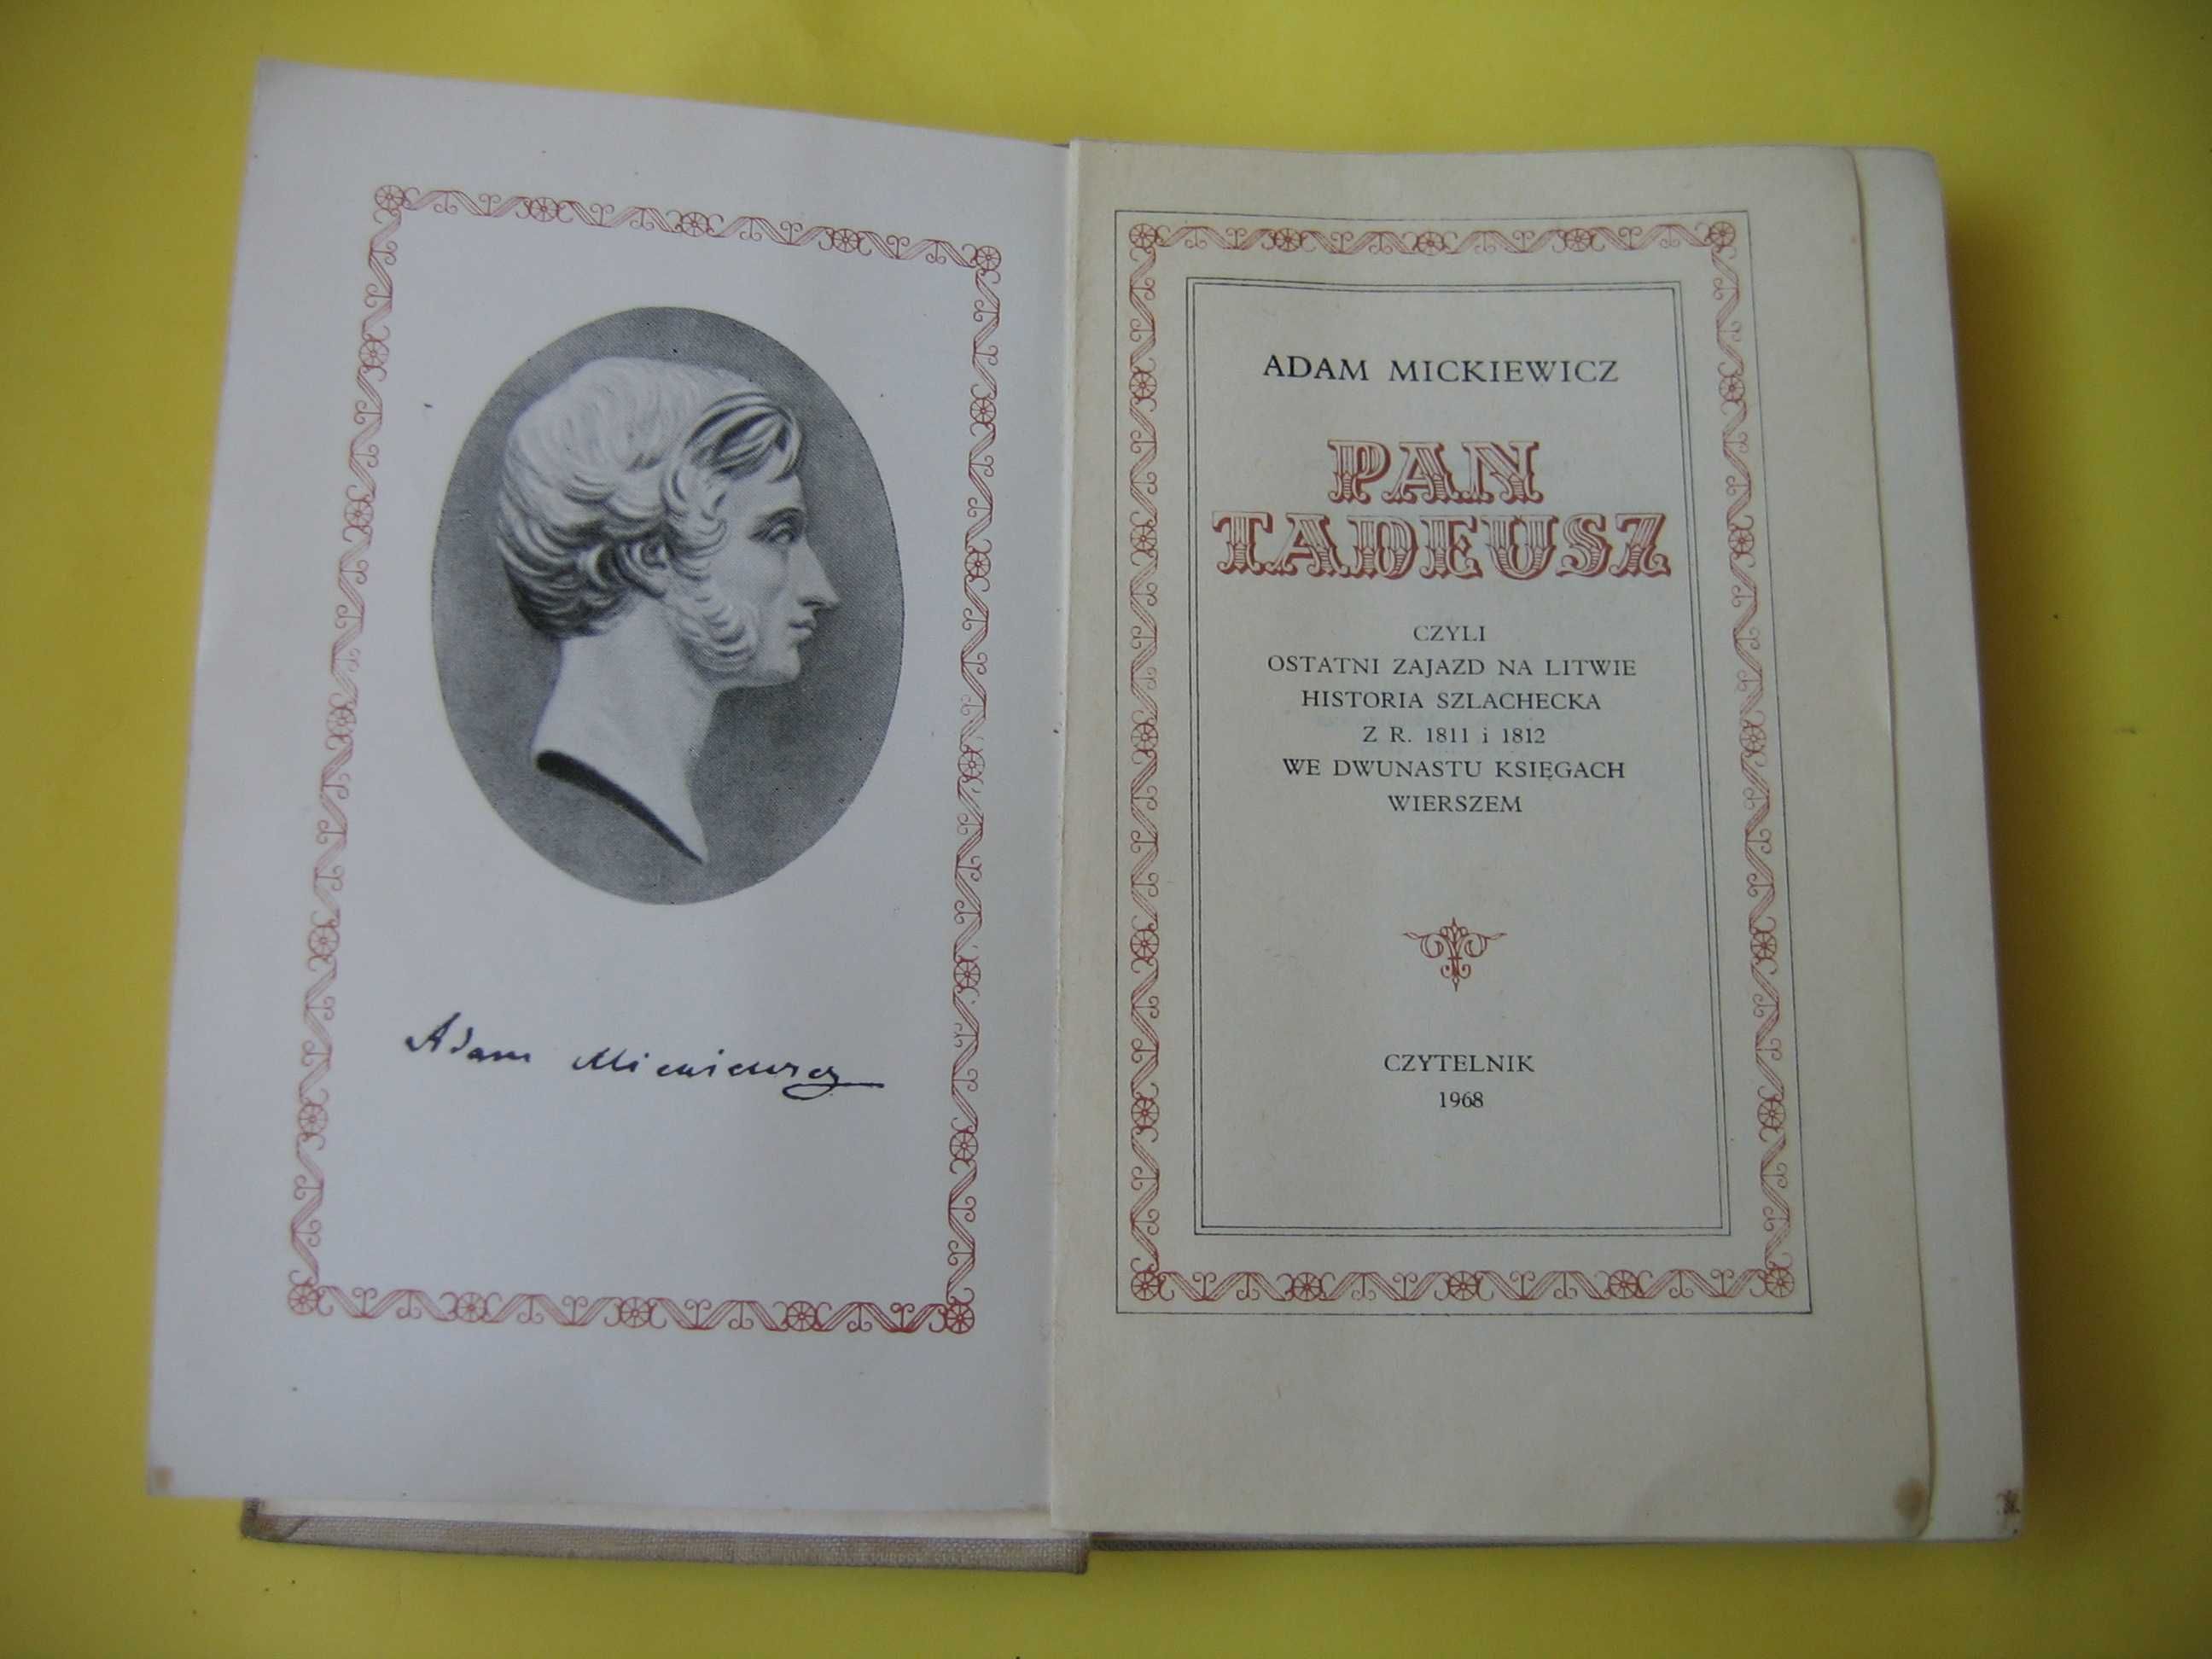 Adam Mickiewicz
ADAM MICKIEWICZ
PAN
TADEUSZ
CZYLI
OSTATNI ZAJAZD NA LITWIE
HISTORIA SZLACHECKA
Z R. 1811 i 1812
WE DWUNASTU KSIĘGACH
WIERSZEM
CZYTELNIK
1968